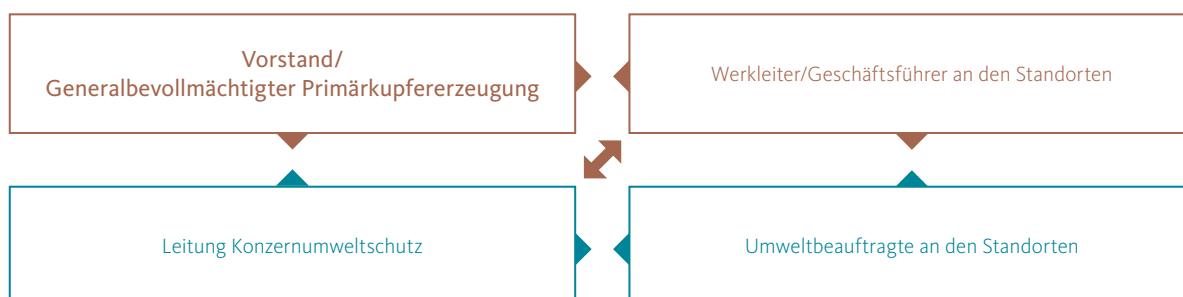 Vorstand/
Generalbevollmächtigter Primärkupfererzeugung
Werkleiter/Geschäftsführer an den Standorten
Leitung Konzernumweltschutz
Umweltbeauftragte an den Standorten